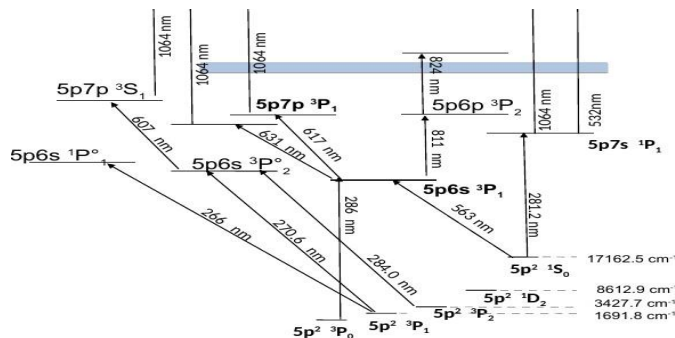 1064 nm
1064 nm
1064 nm
824 nm
1064 nm
532nm
5p7p ³S₁
5p7p ³P₁
5p6p ³P₂
5p7s ¹P₁
607 nm
631 nm
617 nm
811 nm
5p6s ¹P°₁
5p6s ³P°₂
5p6s ³P₁
266 nm
270.6 nm
284.0 nm
286 nm
563 nm
281.2 nm
5p² ¹S₀
17162.5 cm⁻¹
5p² ¹D₂
8612.9 cm⁻¹
5p² ³P₂
3427.7 cm⁻¹
5p² ³P₁
1691.8 cm⁻¹
5p² ³P₀